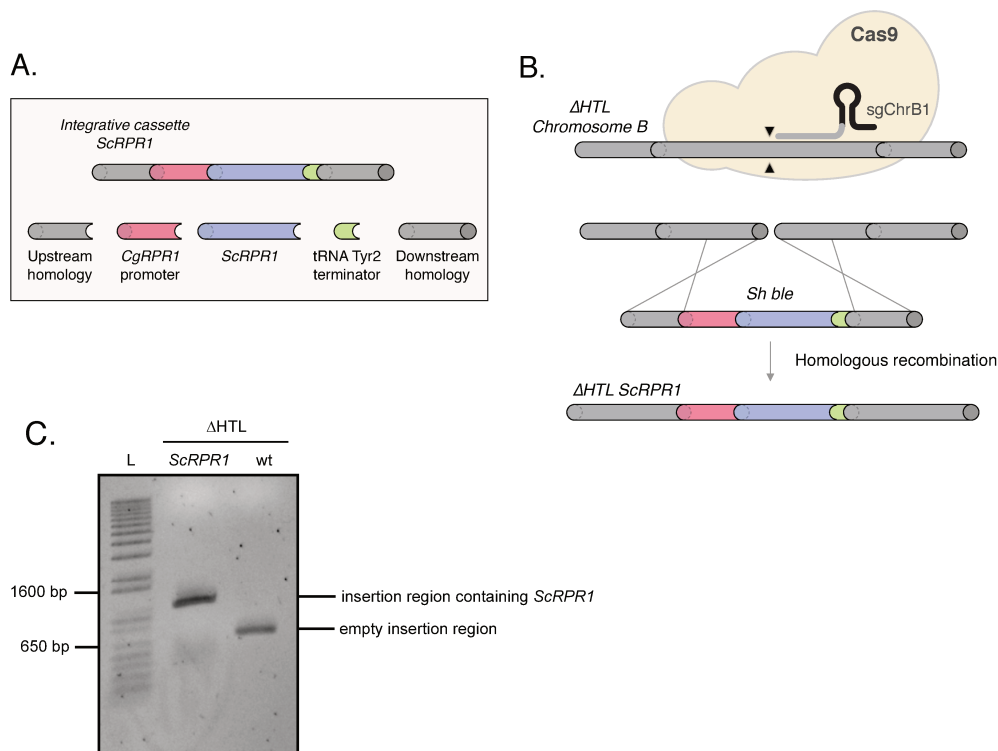 A.
Integrative cassette
ScRPR1
Upstream
homology
CgRPR1
promoter
ScRPR1
tRNA Tyr2
terminator
Downstream
homology
B.
Cas9
sgChrB1
ΔHTL
Chromosome B
Sh ble
Homologous recombination
ΔHTL ScRPR1
C.
ΔHTL
L ScRPR1 wt
1600 bp
insertion region containing ScRPR1
empty insertion region
650 bp